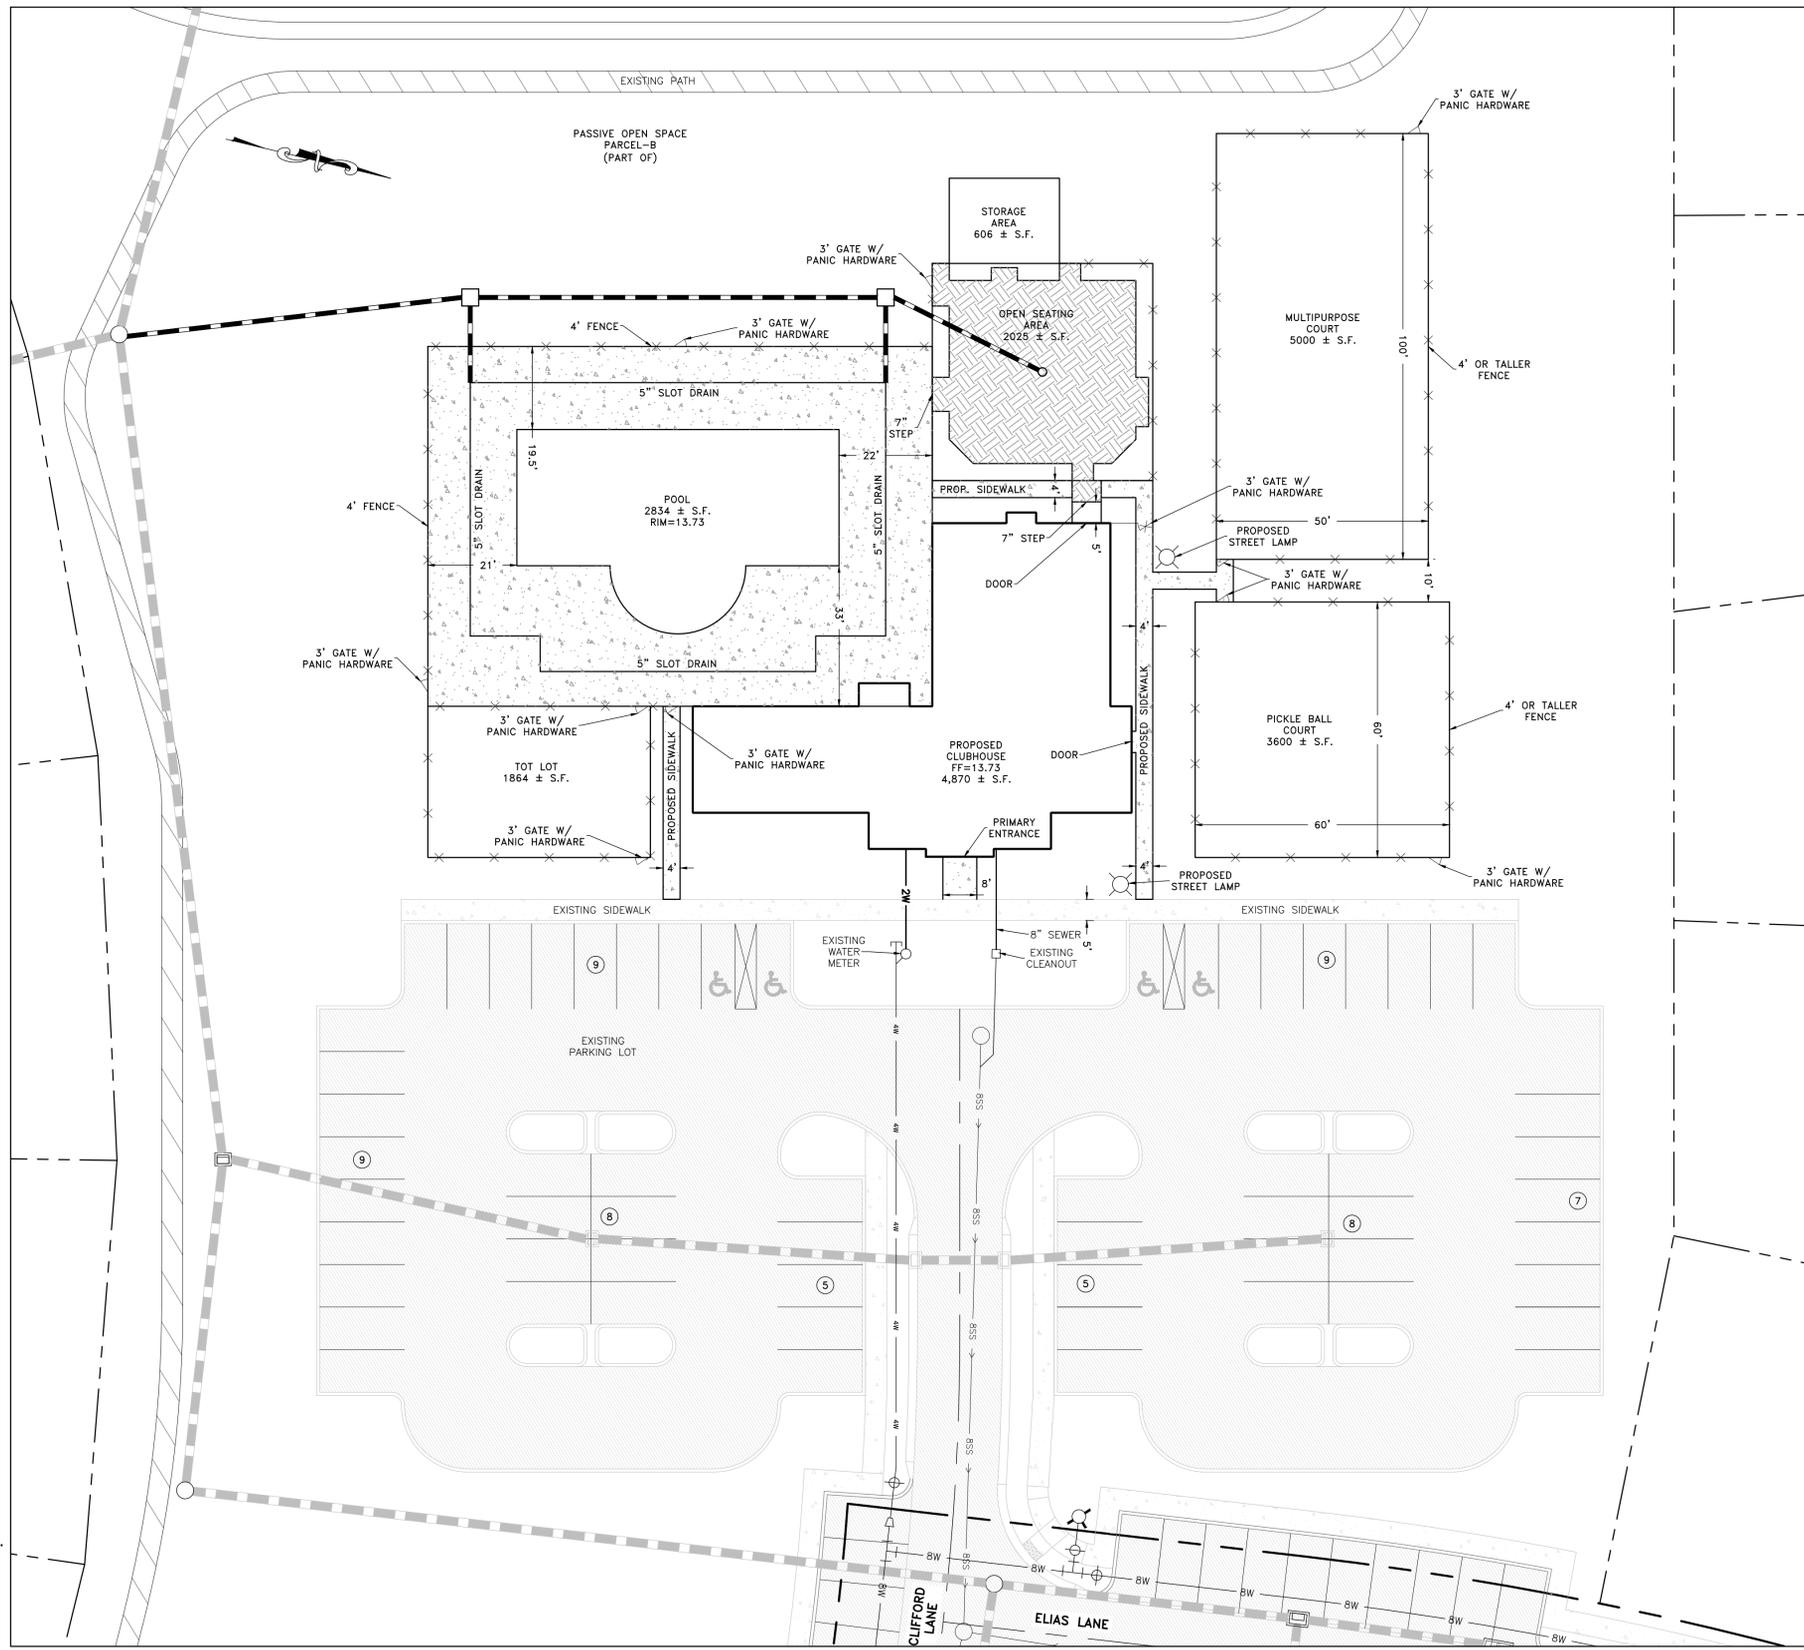 EXISTING PATH
3' GATE W/
PANIC HARDWARE
PASSIVE OPEN SPACE
PARCEL-B
(PART OF)
STORAGE
AREA
606 ± S.F.
3' GATE W/
PANIC HARDWARE
OPEN SEATING
AREA
2025 ± S.F.
MULTIPURPOSE
COURT
5000 ± S.F.
100'
4' OR TALLER
FENCE
4' FENCE
3' GATE W/
PANIC HARDWARE
5" SLOT DRAIN
7"
STEP
19.5'
22'
5" SLOT DRAIN
5" SLOT DRAIN
POOL
2834 ± S.F.
RIM=13.73
4' FENCE
PROP. SIDEWALK
4'
3' GATE W/
PANIC HARDWARE
50'
PROPOSED
STREET LAMP
7" STEP
5'
21'
DOOR
3' GATE W/
PANIC HARDWARE
10'
33'
4'
3' GATE W/
PANIC HARDWARE
5" SLOT DRAIN
3' GATE W/
PANIC HARDWARE
TOT LOT
1864 ± S.F.
PROPOSED SIDEWALK
3' GATE W/
PANIC HARDWARE
PROPOSED
CLUBHOUSE
FF=13.73
4,870 ± S.F.
DOOR
PROPOSED SIDEWALK
PICKLE BALL
COURT
3600 ± S.F.
60'
4' OR TALLER
FENCE
3' GATE W/
PANIC HARDWARE
PRIMARY
ENTRANCE
60'
4'
2W
8'
4'
PROPOSED
STREET LAMP
3' GATE W/
PANIC HARDWARE
EXISTING SIDEWALK
EXISTING SIDEWALK
EXISTING
WATER
METER
8" SEWER
5'
EXISTING
CLEANOUT
9
9
EXISTING
PARKING LOT
4W
8SS
4W
9
8
4W
8SS
8
7
5
5
4W
8SS
4W
8SS
8W
8SS
8W
8W
8W
8W
8W
8W
CLIFFORD
LANE
ELIAS LANE